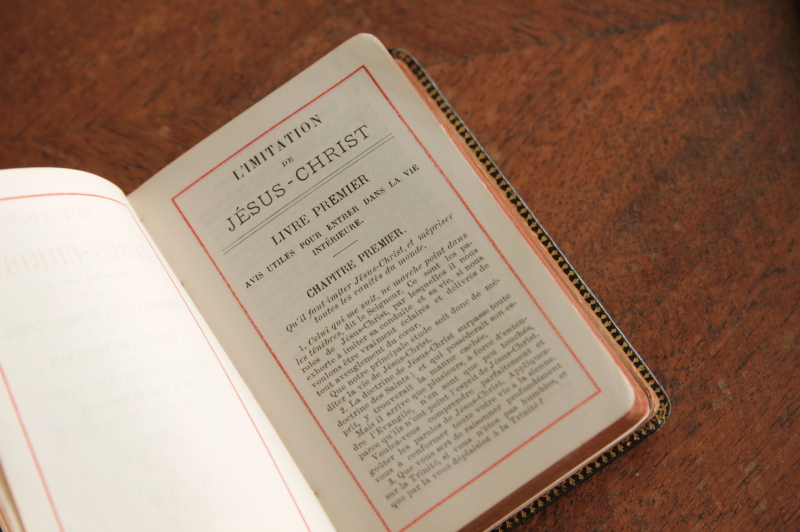 L'IMITATION
DE
JÉSUS-CHRIST
LIVRE PREMIER
AVIS UTILES POUR ENTRER DANS LA VIE
INTÉRIEURE.
CHAPITRE PREMIER.
Qu'il faut imiter Jésus-Christ, et mépriser
toutes les vanités du monde.
1. Celui qui me suit, ne marche point dans
les ténèbres, dit le Seigneur. Ce sont les pa-
roles de Jésus-Christ, par lesquelles il nous
exhorte à imiter sa conduite et sa vie, si nous
voulons être vraiment éclairés et délivrés de
tout aveuglement du cœur.
Que notre principale étude soit donc de mé-
diter la vie de Jésus-Christ.
2. La doctrine de Jésus-Christ surpasse toute
doctrine des Saints : et qui posséderait son es-
prit, y trouverait la manne cachée.
Mais il arrive que plusieurs, à force d'enten-
dre l'Evangile, n'en sont que peu touchés,
parce qu'ils n'ont point l'esprit de Jésus-Christ.
Voulez-vous comprendre parfaitement et
goûter les paroles de Jésus-Christ, appliquez-
vous à conformer toute votre vie à la sienne.
3. Que vous sert de raisonner profondément
sur la Trinité, si vous n'êtes pas humbles, et
que par là vous déplaisiez à la Trinité ?